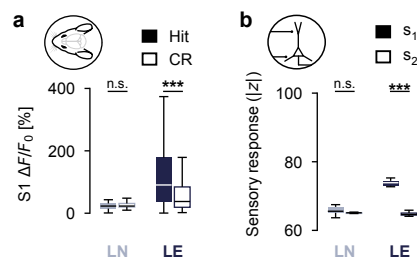 a
Hit
CR
S1 ΔF/F0 [%]
400
200
0
n.s.
***
LN
LE
b
s1
s2
Sensory response (|z|)
100
80
60
n.s.
***
LN
LE